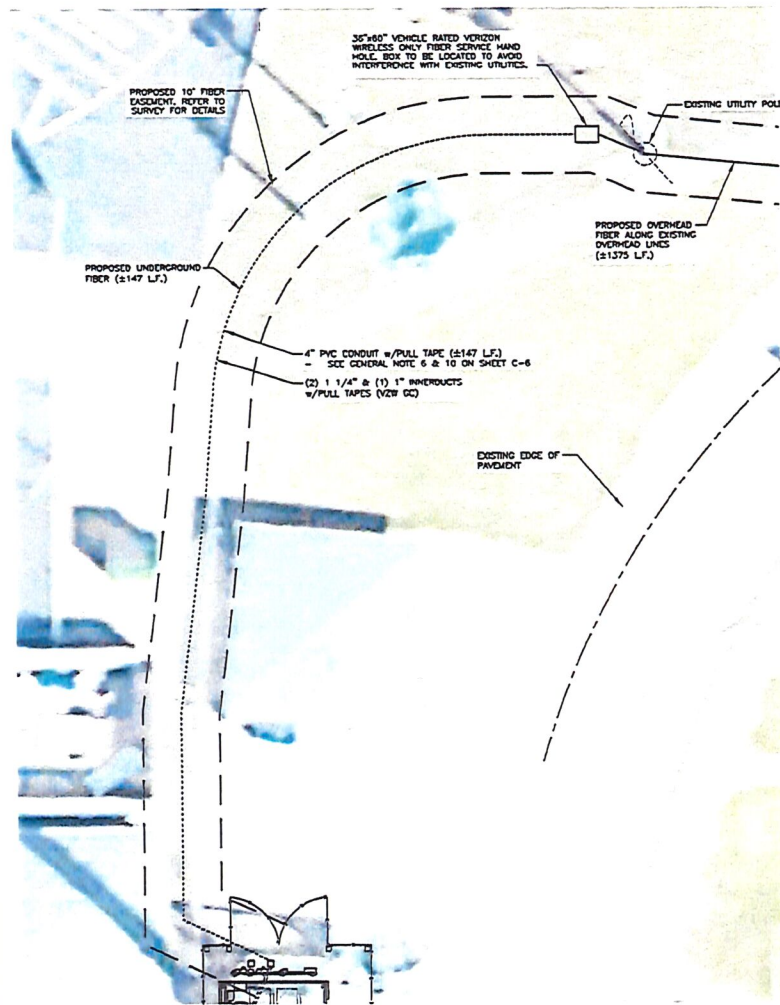 36"x60" VEHICLE RATED VERIZON
WIRELESS ONLY FIBER SERVICE HAND
HOLE. BOX TO BE LOCATED TO AVOID
INTERFERENCE WITH EXISTING UTILITIES.
PROPOSED 10' FIBER
EASEMENT. REFER TO
SURVEY FOR DETAILS
EXISTING UTILITY POLE
PROPOSED OVERHEAD
FIBER ALONG EXISTING
OVERHEAD LINES
(±1375 L.F.)
PROPOSED UNDERGROUND
FIBER (±147 L.F.)
4" PVC CONDUIT w/PULL TAPE (±147 L.F.)
- SEE GENERAL NOTE 6 & 10 ON SHEET C-6
(2) 1 1/4" & (1) 1" INNERDUCTS
w/PULL TAPES (VZW GC)
EXISTING EDGE OF
PAVEMENT